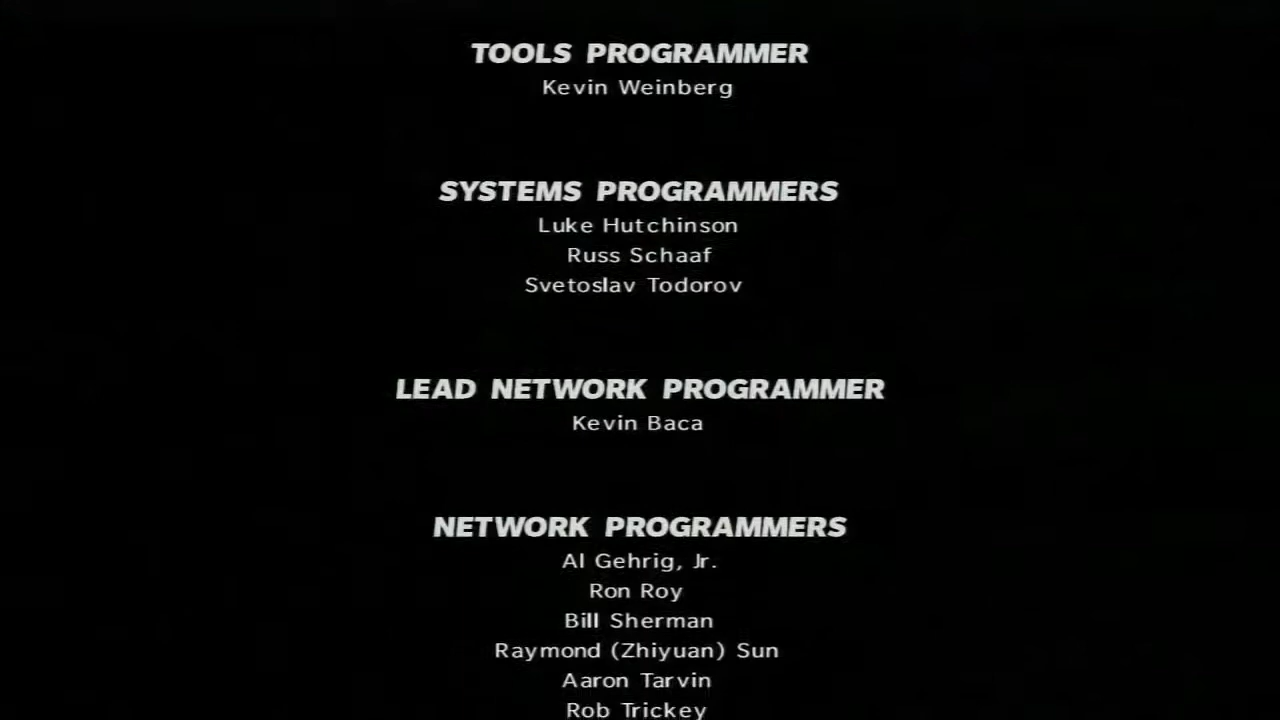 TOOLS PROGRAMMER
Kevin Weinberg
SYSTEMS PROGRAMMERS
Luke Hutchinson
Russ Schaaf
Svetoslav Todorov
LEAD NETWORK PROGRAMMER
Kevin Baca
NETWORK PROGRAMMERS
Al Gehrig, Jr.
Ron Roy
Bill Sherman
Raymond (Zhiyuan) Sun
Aaron Tarvin
Rob Trickey